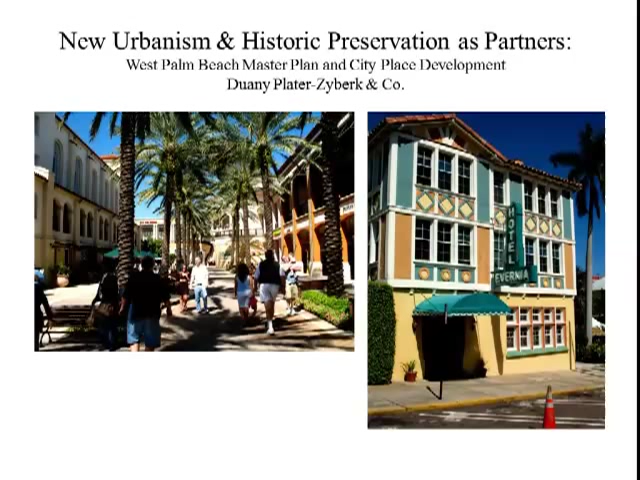 New Urbanism & Historic Preservation as Partners:
West Palm Beach Master Plan and City Place Development
Duany Plater-Zyberk & Co.
HOTEL
EVERNIA